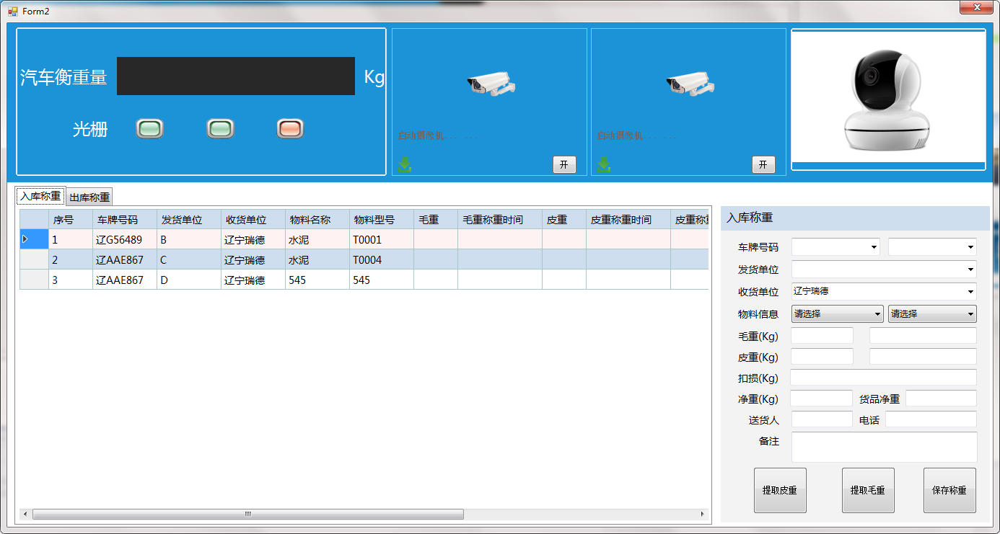 Form2
汽车衡重量 Kg
光栅
启动摄像机. . . . . .
开
启动摄像机. . . . . .
开
入库称重 出库称重
序号 车牌号码 发货单位 收货单位 物料名称 物料型号 毛重 毛重称重时间 皮重 皮重称重时间 皮重称重
1 辽G56489 B 辽宁瑞德 水泥 T0001
2 辽AAE867 C 辽宁瑞德 水泥 T0004
3 辽AAE867 D 辽宁瑞德 545 545
入库称重
车牌号码
发货单位
收货单位 辽宁瑞德
物料信息 请选择 请选择
毛重(Kg)
皮重(Kg)
扣损(Kg)
净重(Kg) 货品净重
送货人 电话
备注
提取皮重 提取毛重 保存称重